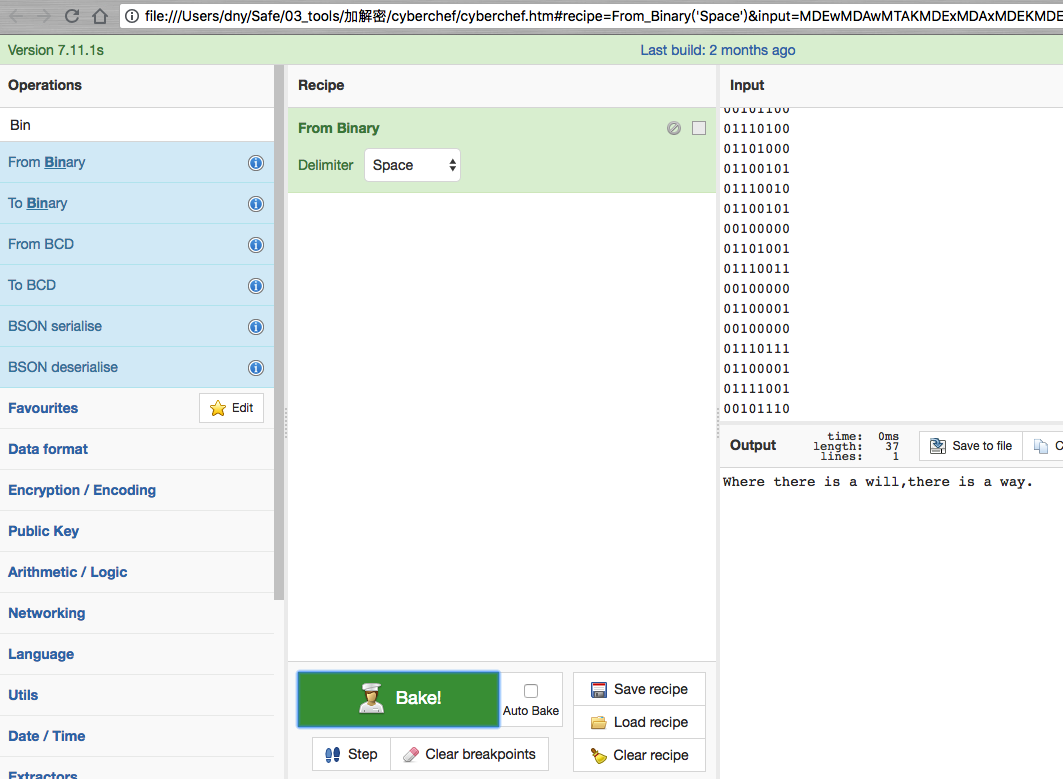 file:///Users/dny/Safe/03_tools/加解密/cyberchef/cyberchef.htm#recipe=From_Binary('Space')&input=MDEwMDAwMTAKMDExMDAxMDEKMDE
Version 7.11.1s
Last build: 2 months ago
Operations
Bin
From Binary
To Binary
From BCD
To BCD
BSON serialise
BSON deserialise
Favourites
Edit
Data format
Encryption / Encoding
Public Key
Arithmetic / Logic
Networking
Language
Utils
Date / Time
Extractors
Recipe
From Binary
Delimiter
Space
Bake!
Auto Bake
Step
Clear breakpoints
Save recipe
Load recipe
Clear recipe
Input
00101100
01110100
01101000
01100101
01110010
01100101
00100000
01101001
01110011
00100000
01100001
00100000
01110111
01100001
01111001
00101110
Output
time: 0ms
length: 37
lines: 1
Save to file
C
Where there is a will,there is a way.